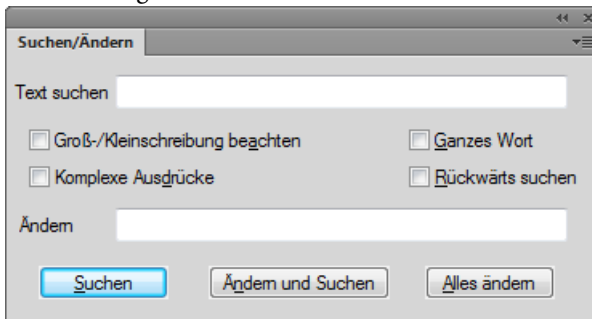 Suchen/Ändern
Text suchen
Groß-/Kleinschreibung beachten
Ganzes Wort
Komplexe Ausdrücke
Rückwärts suchen
Ändern
Suchen
Ändern und Suchen
Alles ändern